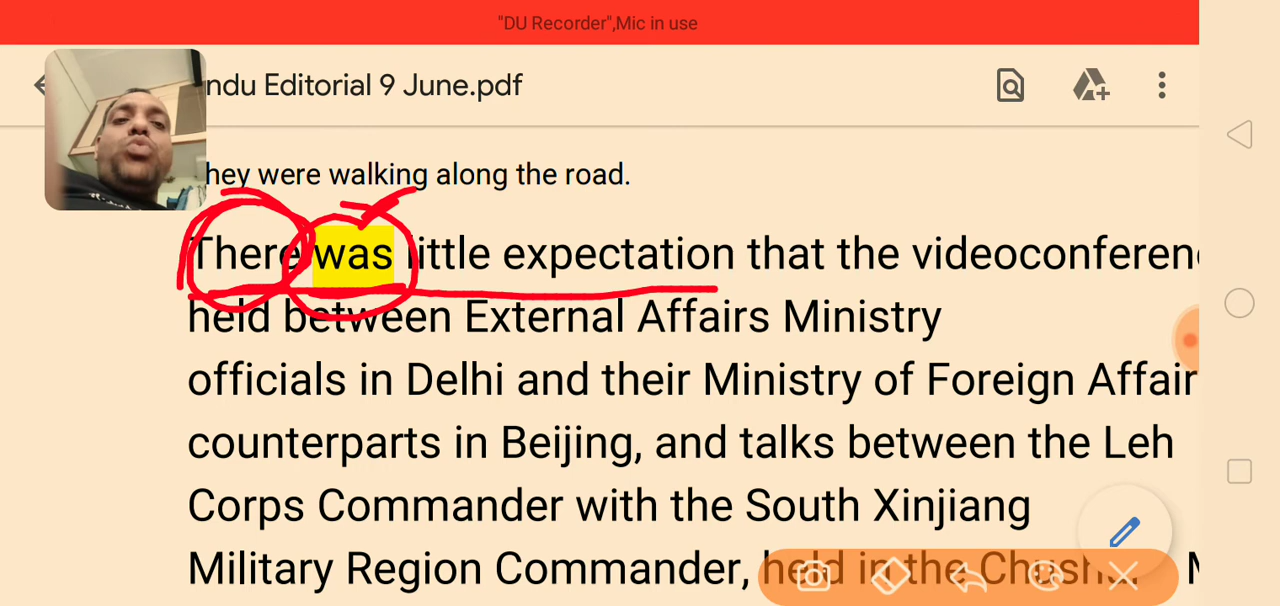 "DU Recorder",Mic in use
ndu Editorial 9 June.pdf
hey were walking along the road.
There was little expectation that the videoconferenc
held between External Affairs Ministry
officials in Delhi and their Ministry of Foreign Affair
counterparts in Beijing, and talks between the Leh
Corps Commander with the South Xinjiang
Military Region Commander, held in the Chushul